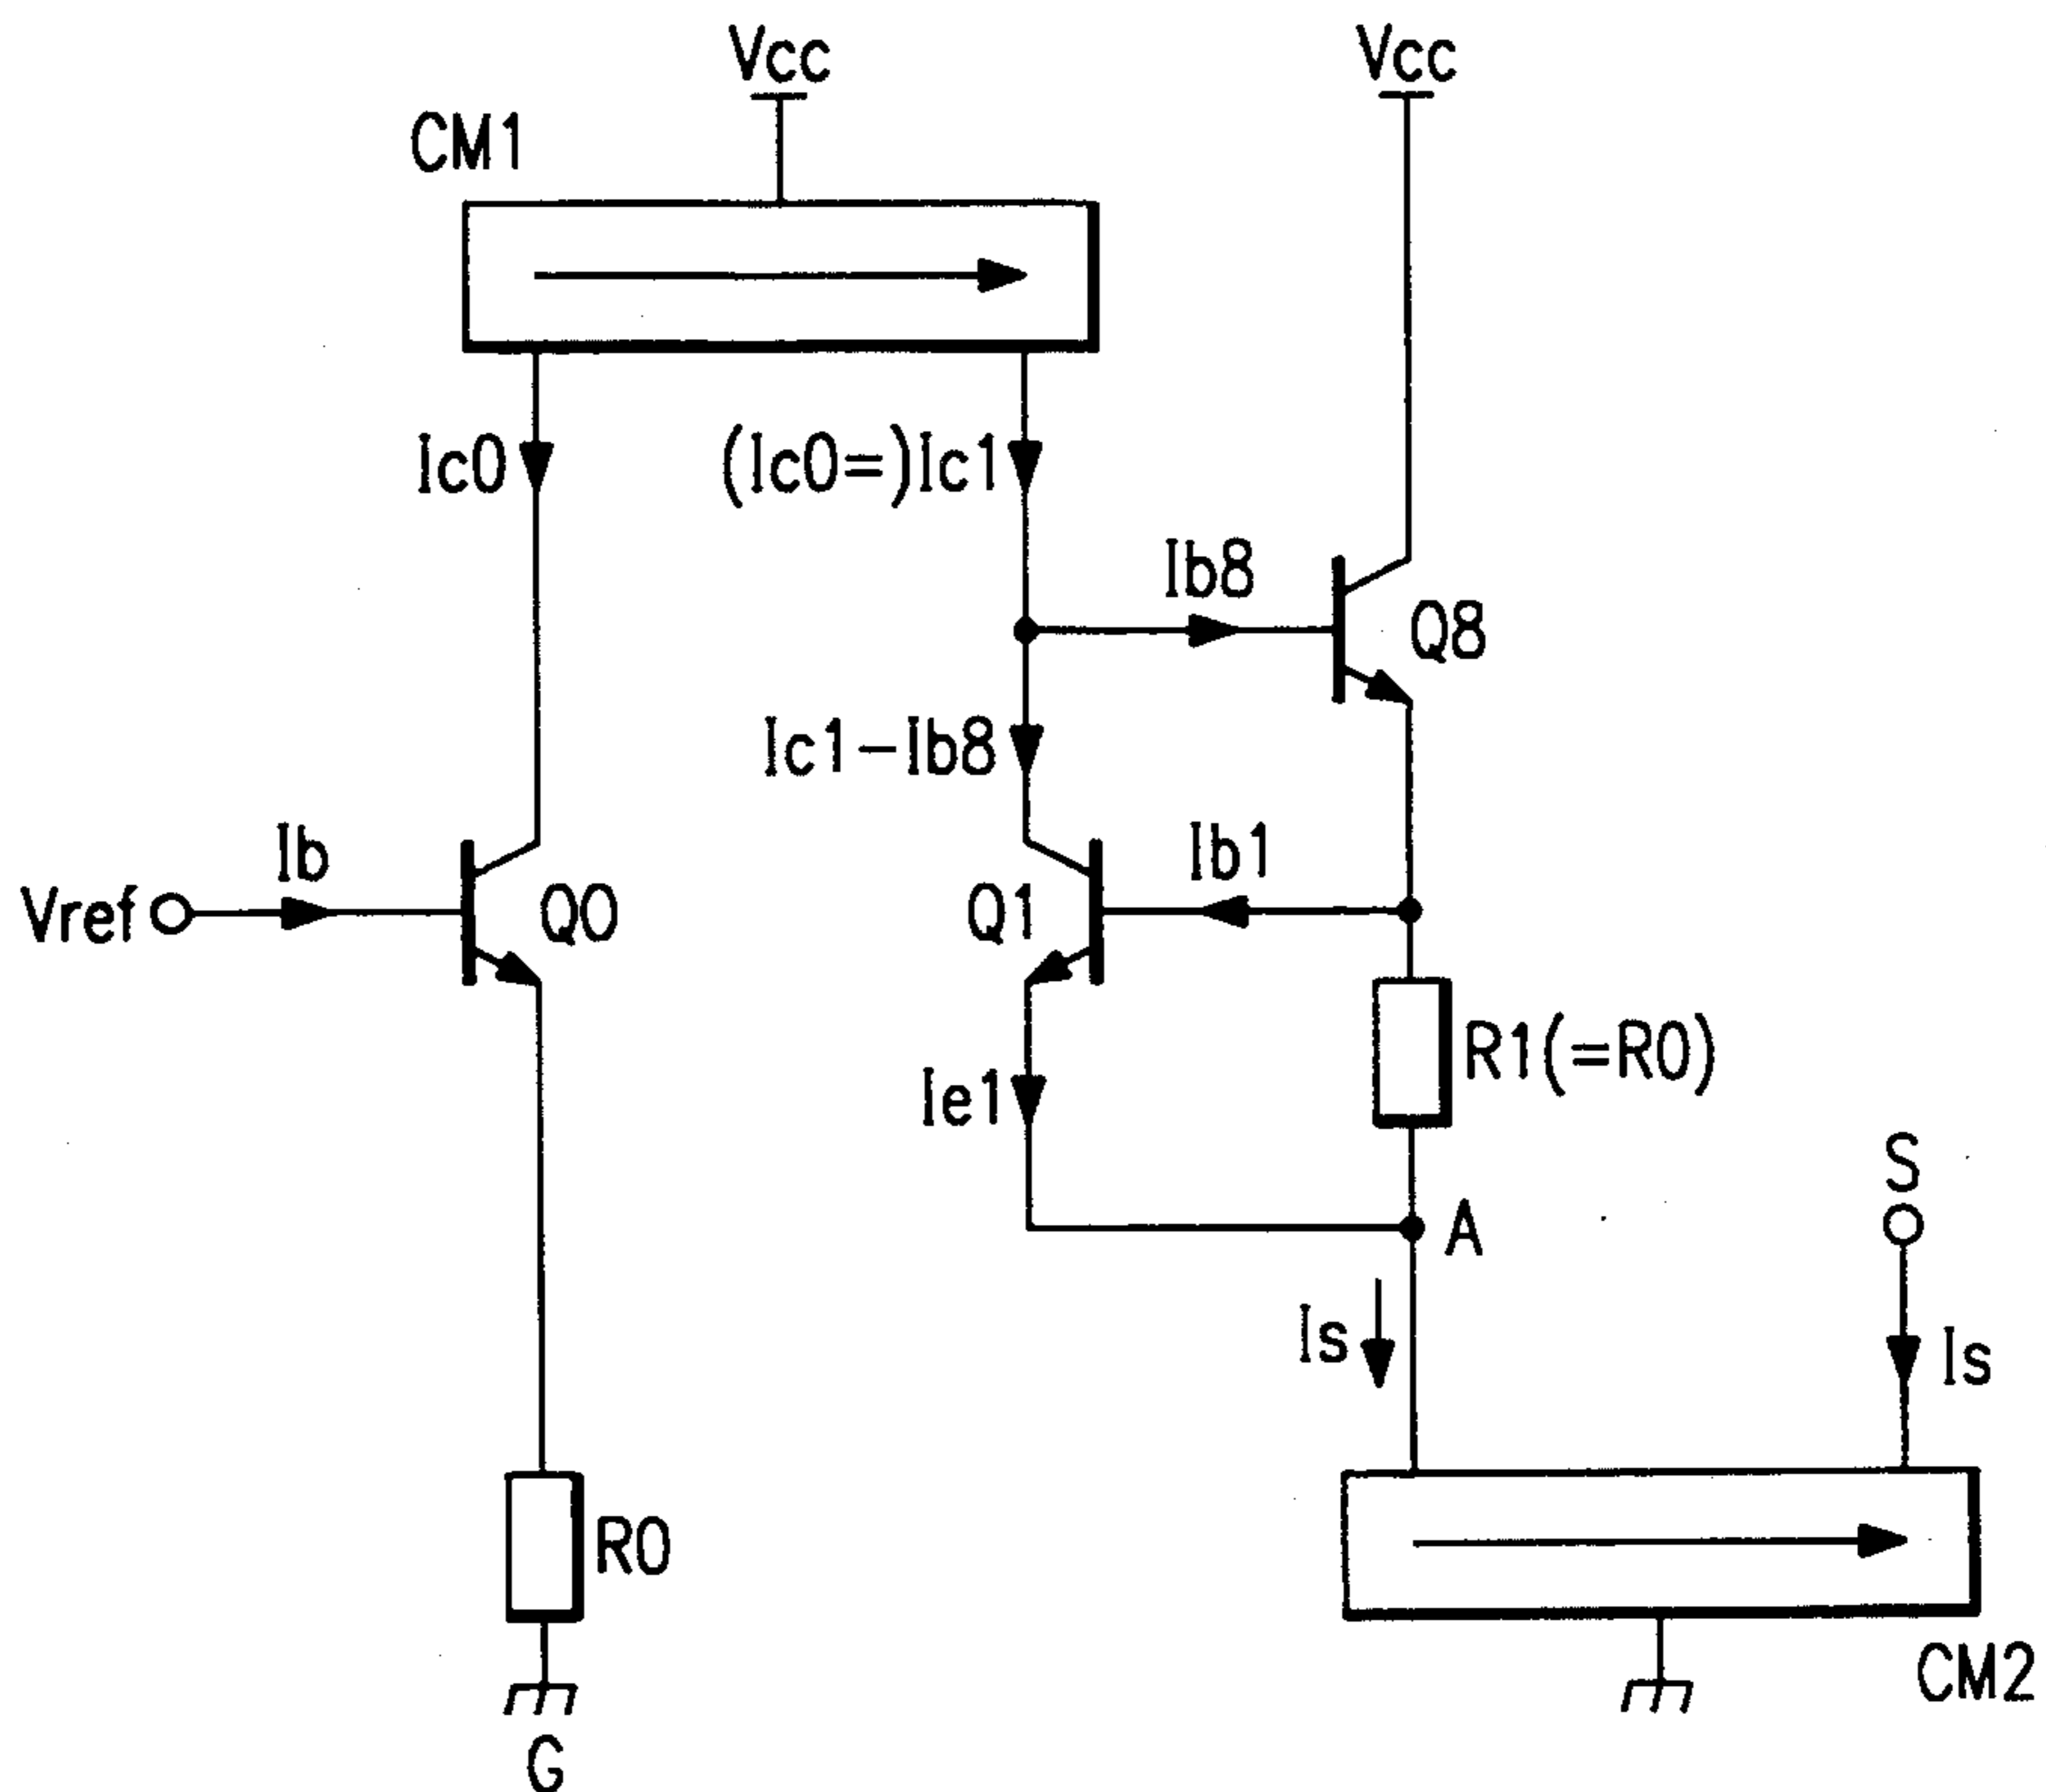 Vcc
Vcc
CM1
Ic0
(Ic0=)Ic1
Ib8
Q8
Ic1-Ib8
Ib
Ib1
Vref
Q0
Q1
R1(=R0)
Ie1
S
A
Is
Is
R0
CM2
G